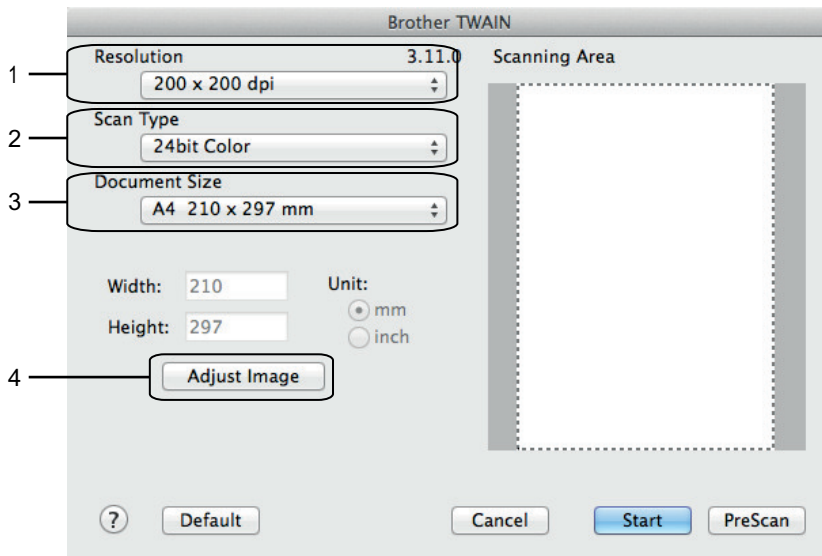 Brother TWAIN
1
Resolution 3.11.0
200 x 200 dpi
2
Scan Type
24bit Color
3
Document Size
A4 210 x 297 mm
Scanning Area
Width: 210
Height: 297
Unit:
mm
inch
4
Adjust Image
? Default Cancel Start PreScan